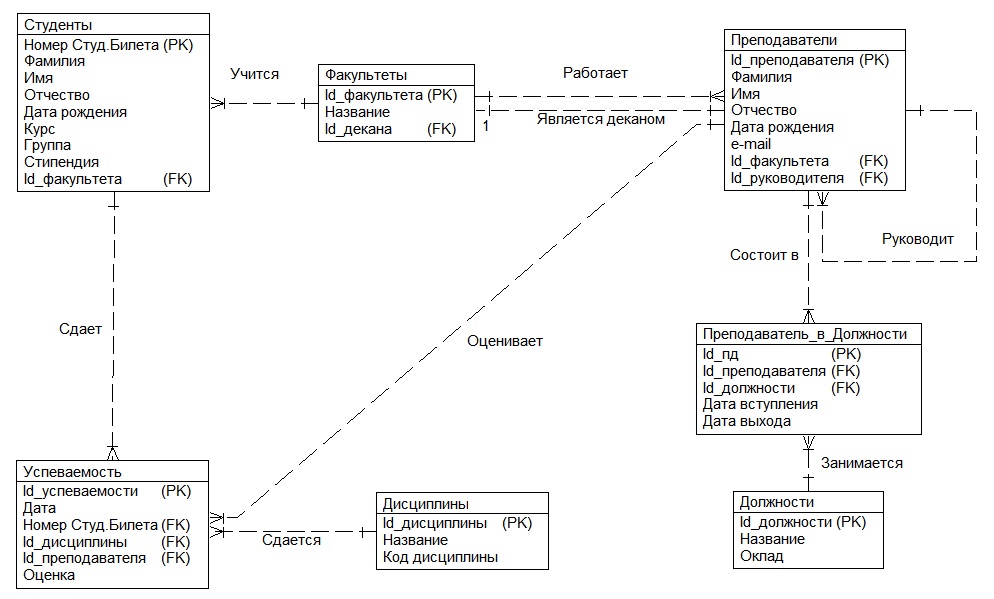 Студенты
Номер Студ.Билета (PK)
Фамилия
Имя
Отчество
Дата рождения
Курс
Группа
Стипендия
Id_факультета (FK)
Учится
Факультеты
Id_факультета (PK)
Название
Id_декана (FK)
Работает
1
Является деканом
Преподаватели
Id_преподавателя (PK)
Фамилия
Имя
Отчество
Дата рождения
e-mail
Id_факультета (FK)
Id_руководителя (FK)
Руководит
Состоит в
Сдает
Оценивает
Преподаватель_в_Должности
Id_пд (PK)
Id_преподавателя (FK)
Id_должности (FK)
Дата вступления
Дата выхода
Занимается
Успеваемость
Id_успеваемости (PK)
Дата
Номер Студ.Билета (FK)
Id_дисциплины (FK)
Id_преподавателя (FK)
Оценка
Сдается
Дисциплины
Id_дисциплины (PK)
Название
Код дисциплины
Должности
Id_должности (PK)
Название
Оклад